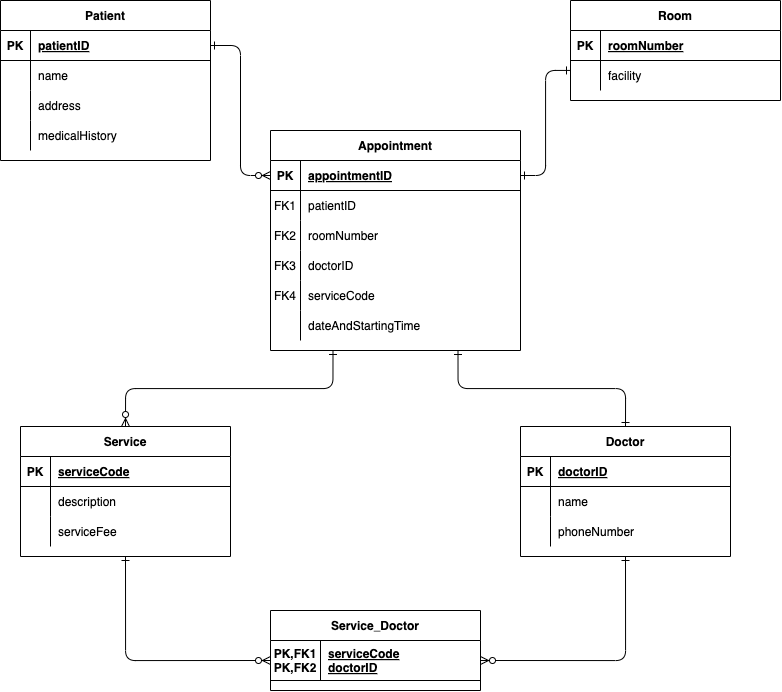 Patient
PK patientID
name
address
medicalHistory
Room
PK roomNumber
facility
Appointment
PK appointmentID
FK1 patientID
FK2 roomNumber
FK3 doctorID
FK4 serviceCode
dateAndStartingTime
Service
PK serviceCode
description
serviceFee
Doctor
PK doctorID
name
phoneNumber
Service_Doctor
PK,FK1 serviceCode
PK,FK2 doctorID